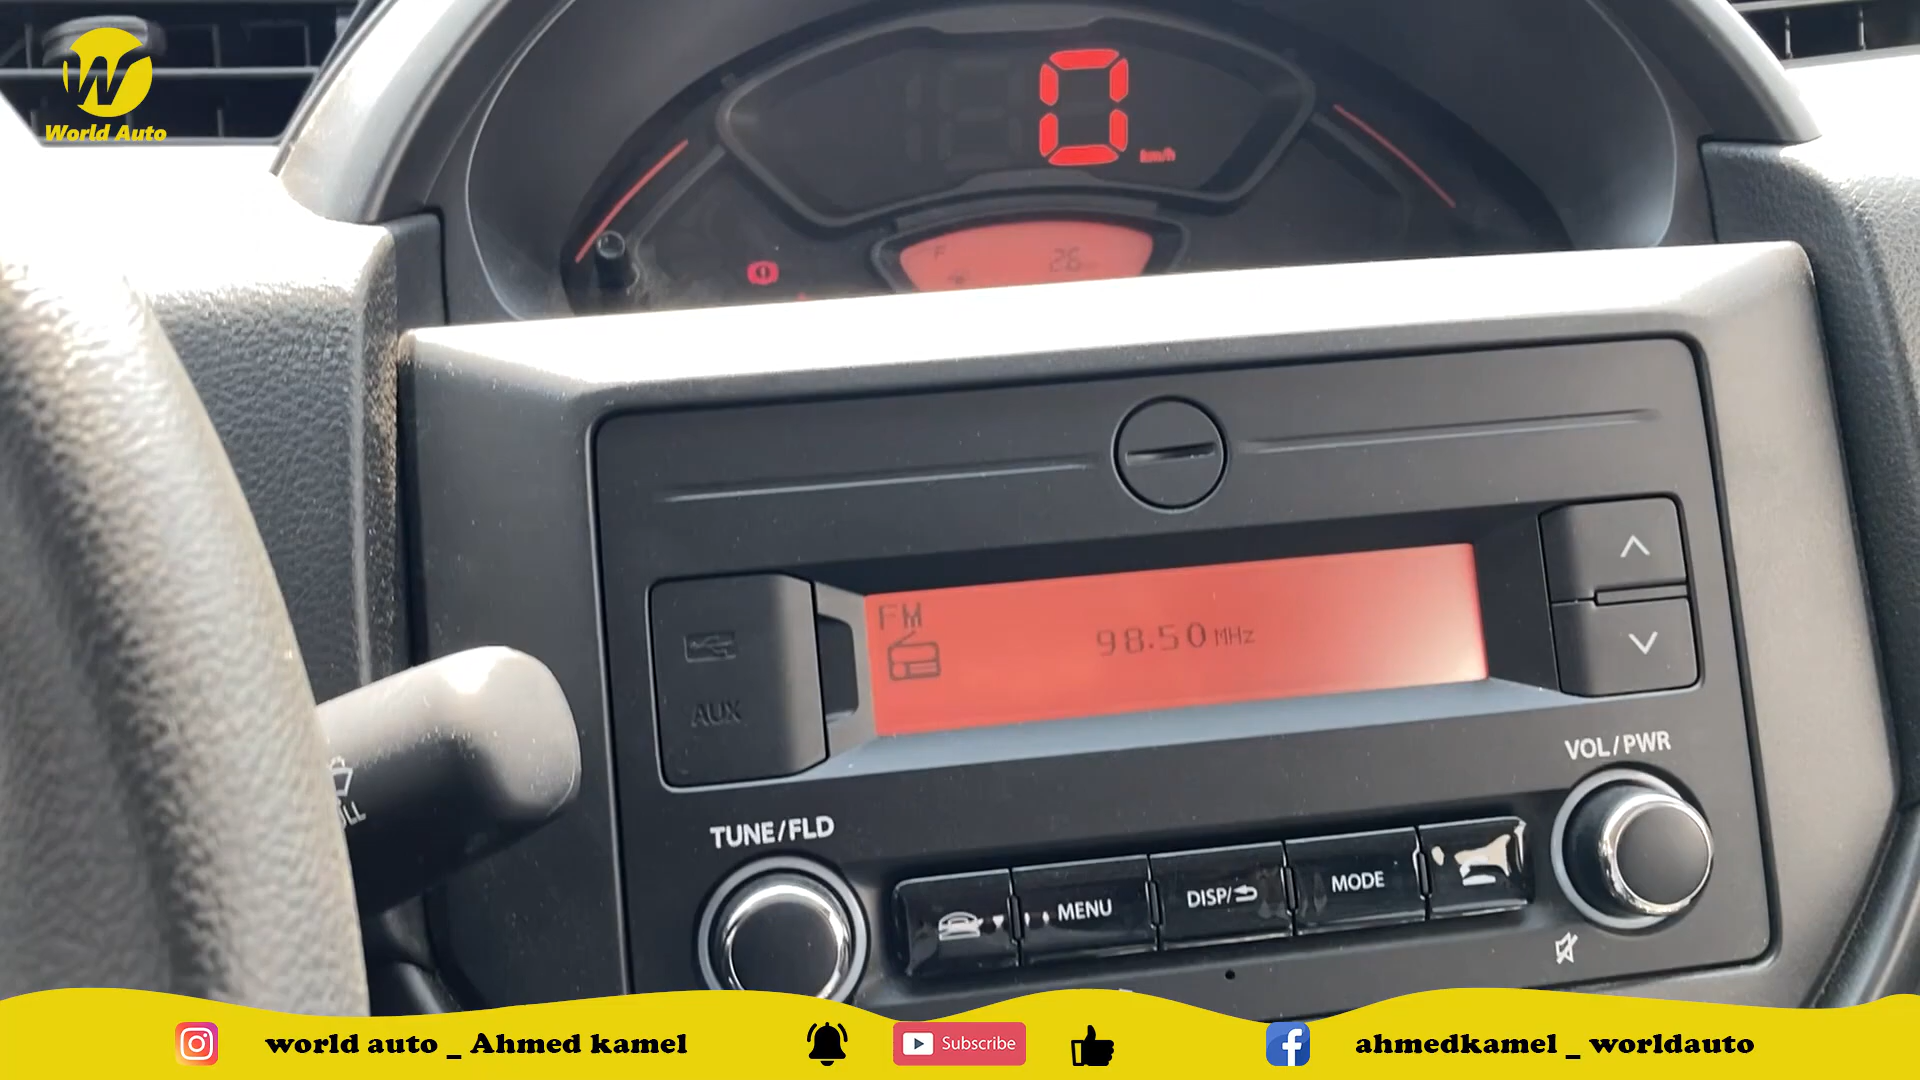 W
World Auto
0
km/h
F
26
FM
98.50 MHz
AUX
VOL/PWR
TUNE/FLD
MENU
DISP/
MODE
world auto _ Ahmed kamel
Subscribe
ahmedkamel _ worldauto